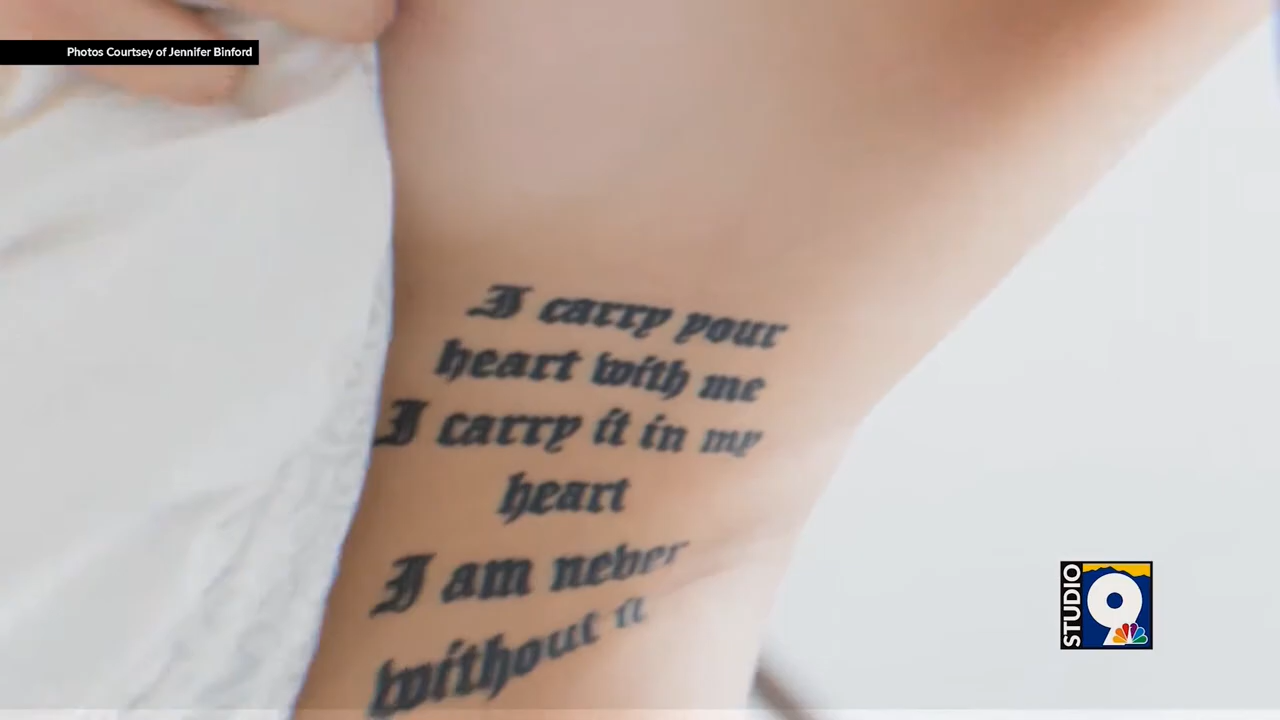 Photos Courtsey of Jennifer Binford
I carry your
heart with me
I carry it in my
heart
I am never
without it
STUDIO
9